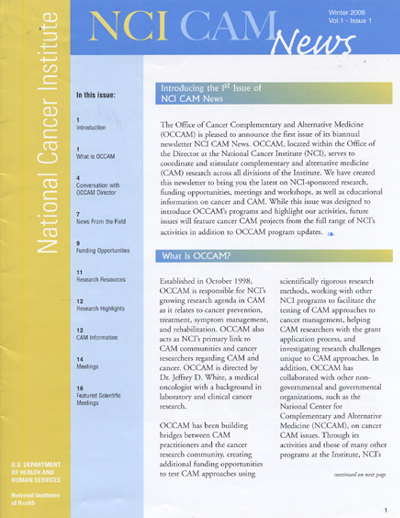 NCI CAM
News
Winter 2006
Vol.1 - Issue 1
National Cancer Institute
In this issue:
1
Introduction
1
What is OCCAM
4
Conversation with
OCCAM Director
7
News From the Field
9
Funding Opportunities
11
Research Resources
12
Research Highlights
12
CAM Information
14
Meetings
16
Featured Scientific
Meetings
U.S. DEPARTMENT
OF HEALTH AND
HUMAN SERVICES
National Institutes
of Health
Introducing the 1st Issue of
NCI CAM News
The Office of Cancer Complementary and Alternative Medicine
(OCCAM) is pleased to announce the first issue of its biannual
newsletter NCI CAM News. OCCAM, located within the Office of
the Director at the National Cancer Institute (NCI), serves to
coordinate and stimulate complementary and alternative medicine
(CAM) research across all divisions of the Institute. We have created
this newsletter to bring you the latest on NCI-sponsored research,
funding opportunities, meetings and workshops, as well as educational
information on cancer and CAM. While this issue was designed to
introduce OCCAM's programs and highlight our activities, future
issues will feature cancer CAM projects from the full range of NCI's
activities in addition to OCCAM program updates.
What is OCCAM?
Established in October 1998,
OCCAM is responsible for NCI's
growing research agenda in CAM
as it relates to cancer prevention,
treatment, symptom management,
and rehabilitation. OCCAM also
acts as NCI's primary link to
CAM communities and cancer
researchers regarding CAM and
cancer. OCCAM is directed by
Dr. Jeffrey D. White, a medical
oncologist with a background in
laboratory and clinical cancer
research.
OCCAM has been building
bridges between CAM
practitioners and the cancer
research community, creating
additional funding opportunities
to test CAM approaches using
scientifically rigorous research
methods, working with other
NCI programs to facilitate the
testing of CAM approaches to
cancer management, helping
CAM researchers with the grant
application process, and
investigating research challenges
unique to CAM approaches. In
addition, OCCAM has
collaborated with other non-
governmental and governmental
organizations, such as the
National Center for
Complementary and Alternative
Medicine (NCCAM), on cancer
CAM issues. Through its
activities and those of many other
programs at the Institute, NCI's
continued on next page
1